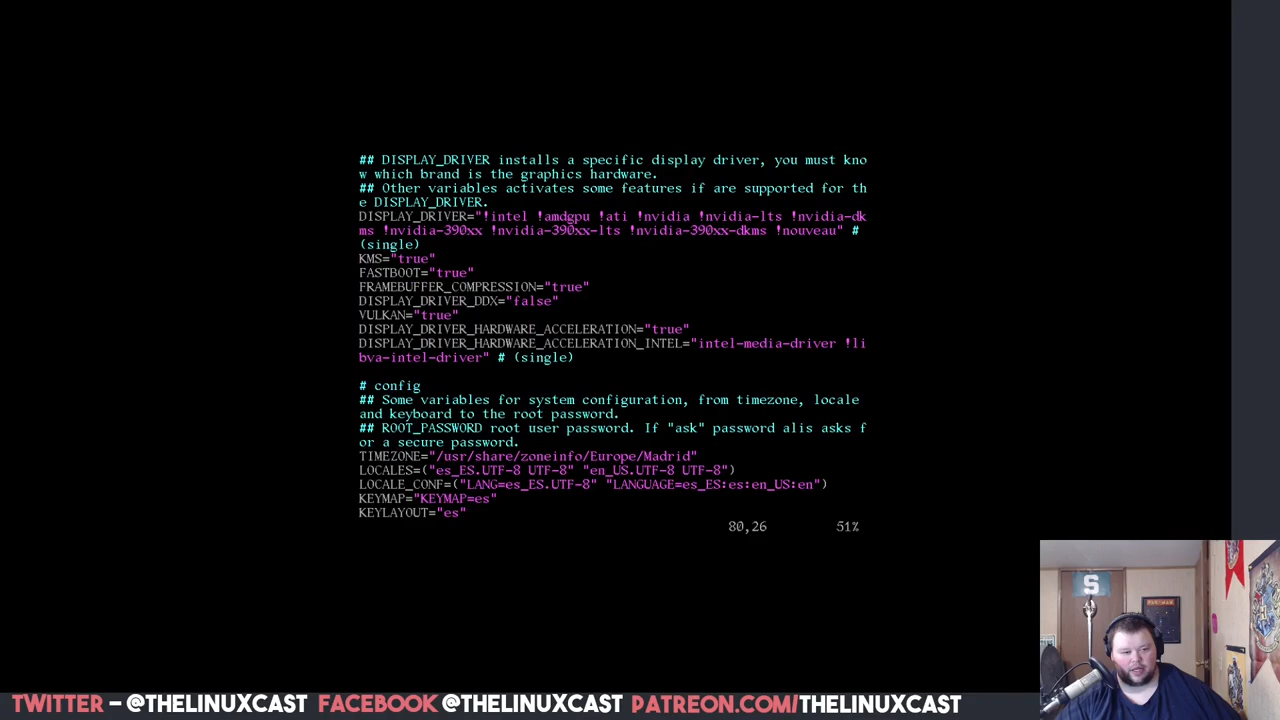 ## DISPLAY_DRIVER installs a specific display driver, you must kno
w which brand is the graphics hardware.
## Other variables activates some features if are supported for th
e DISPLAY_DRIVER.
DISPLAY_DRIVER="!intel !amdgpu !ati !nvidia !nvidia-lts !nvidia-dk
ms !nvidia-390xx !nvidia-390xx-lts !nvidia-390xx-dkms !nouveau" #
(single)
KMS="true"
FASTBOOT="true"
FRAMEBUFFER_COMPRESSION="true"
DISPLAY_DRIVER_DDX="false"
VULKAN="true"
DISPLAY_DRIVER_HARDWARE_ACCELERATION="true"
DISPLAY_DRIVER_HARDWARE_ACCELERATION_INTEL="intel-media-driver !li
bva-intel-driver" # (single)
# config
## Some variables for system configuration, from timezone, locale
and keyboard to the root password.
## ROOT_PASSWORD root user password. If "ask" password alis asks f
or a secure password.
TIMEZONE="/usr/share/zoneinfo/Europe/Madrid"
LOCALES=("es_ES.UTF-8 UTF-8" "en_US.UTF-8 UTF-8")
LOCALE_CONF=("LANG=es_ES.UTF-8" "LANGUAGE=es_ES:es:en_US:en")
KEYMAP="KEYMAP=es"
KEYLAYOUT="es"
80,26 51%
S
TWITTER – @THELINUXCAST FACEBOOK @THELINUXCAST PATREON.COM/THELINUXCAST